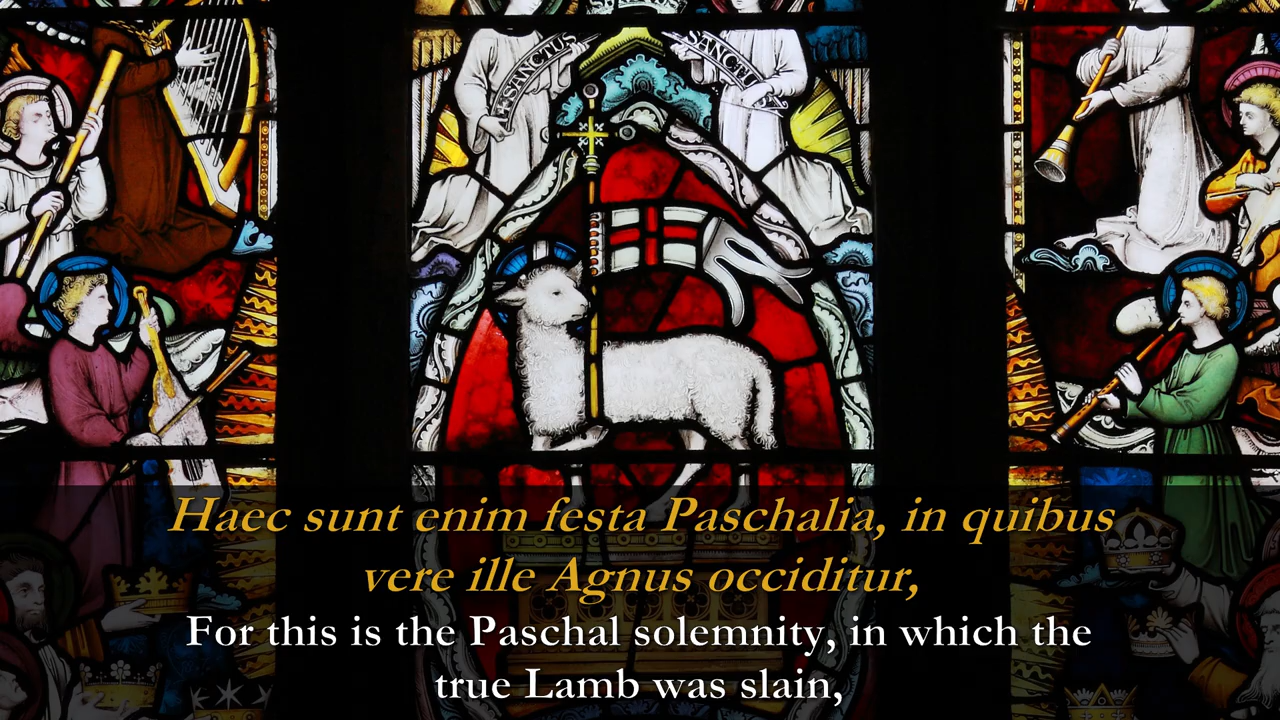 SANCTUS
SANCTU
Haec sunt enim festa Paschalia, in quibus
vere ille Agnus occiditur,
For this is the Paschal solemnity, in which the
true Lamb was slain,